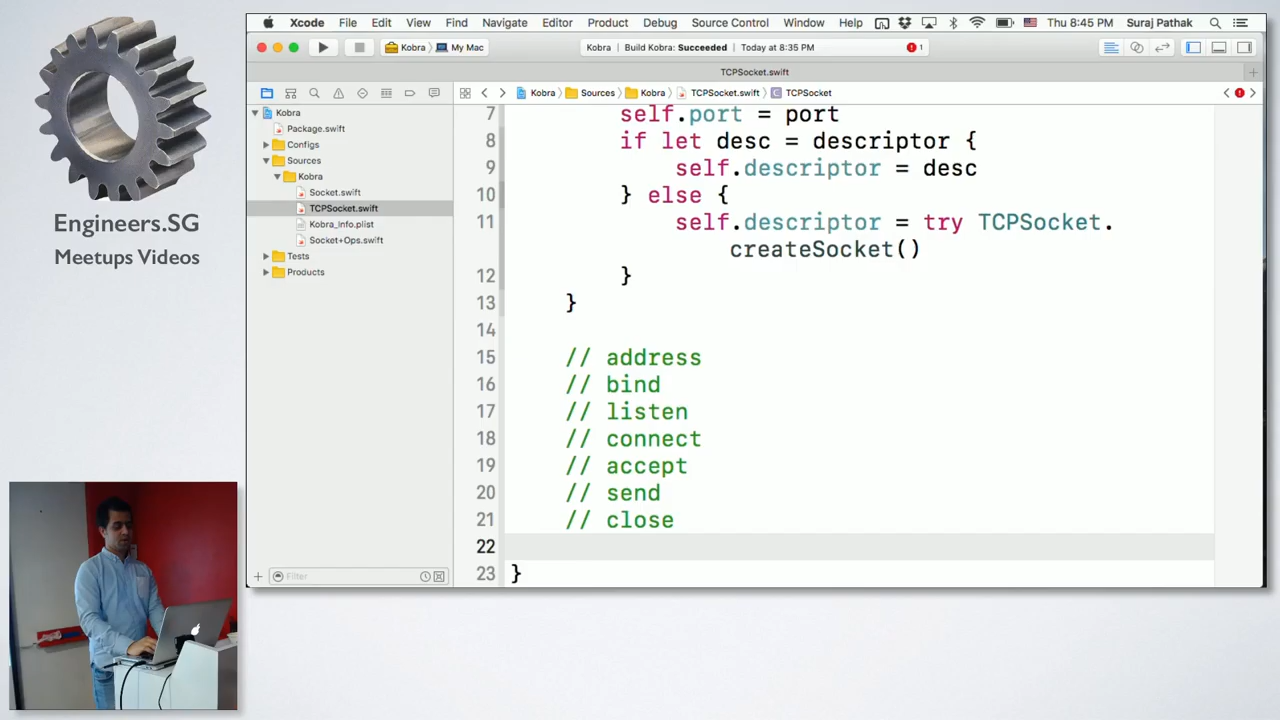 Engineers.SG
Meetups Videos
Xcode File Edit View Find Navigate Editor Product Debug Source Control Window Help Thu 8:45 PM Suraj Pathak
Kobra My Mac
Kobra | Build Kobra: Succeeded | Today at 8:35 PM 1
TCPSocket.swift
Kobra Sources Kobra TCPSocket.swift TCPSocket
Kobra
Package.swift
Configs
Sources
Kobra
Socket.swift
TCPSocket.swift
Kobra_Info.plist
Socket+Ops.swift
Tests
Products
Filter
7 self.port = port
8 if let desc = descriptor {
9 self.descriptor = desc
10 } else {
11 self.descriptor = try TCPSocket.
createSocket()
12 }
13 }
14
15 // address
16 // bind
17 // listen
18 // connect
19 // accept
20 // send
21 // close
22
23 }